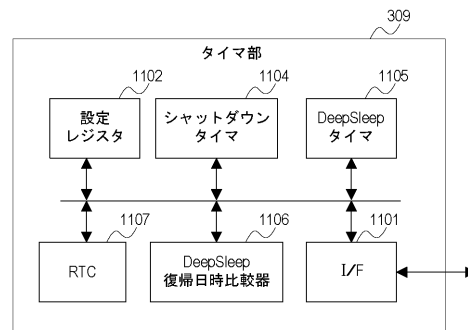 309
タイマ部
1102
1104
1105
設定
レジスタ
シャットダウン
タイマ
DeepSleep
タイマ
1107
1106
1101
RTC
DeepSleep
復帰日時比較器
I/F